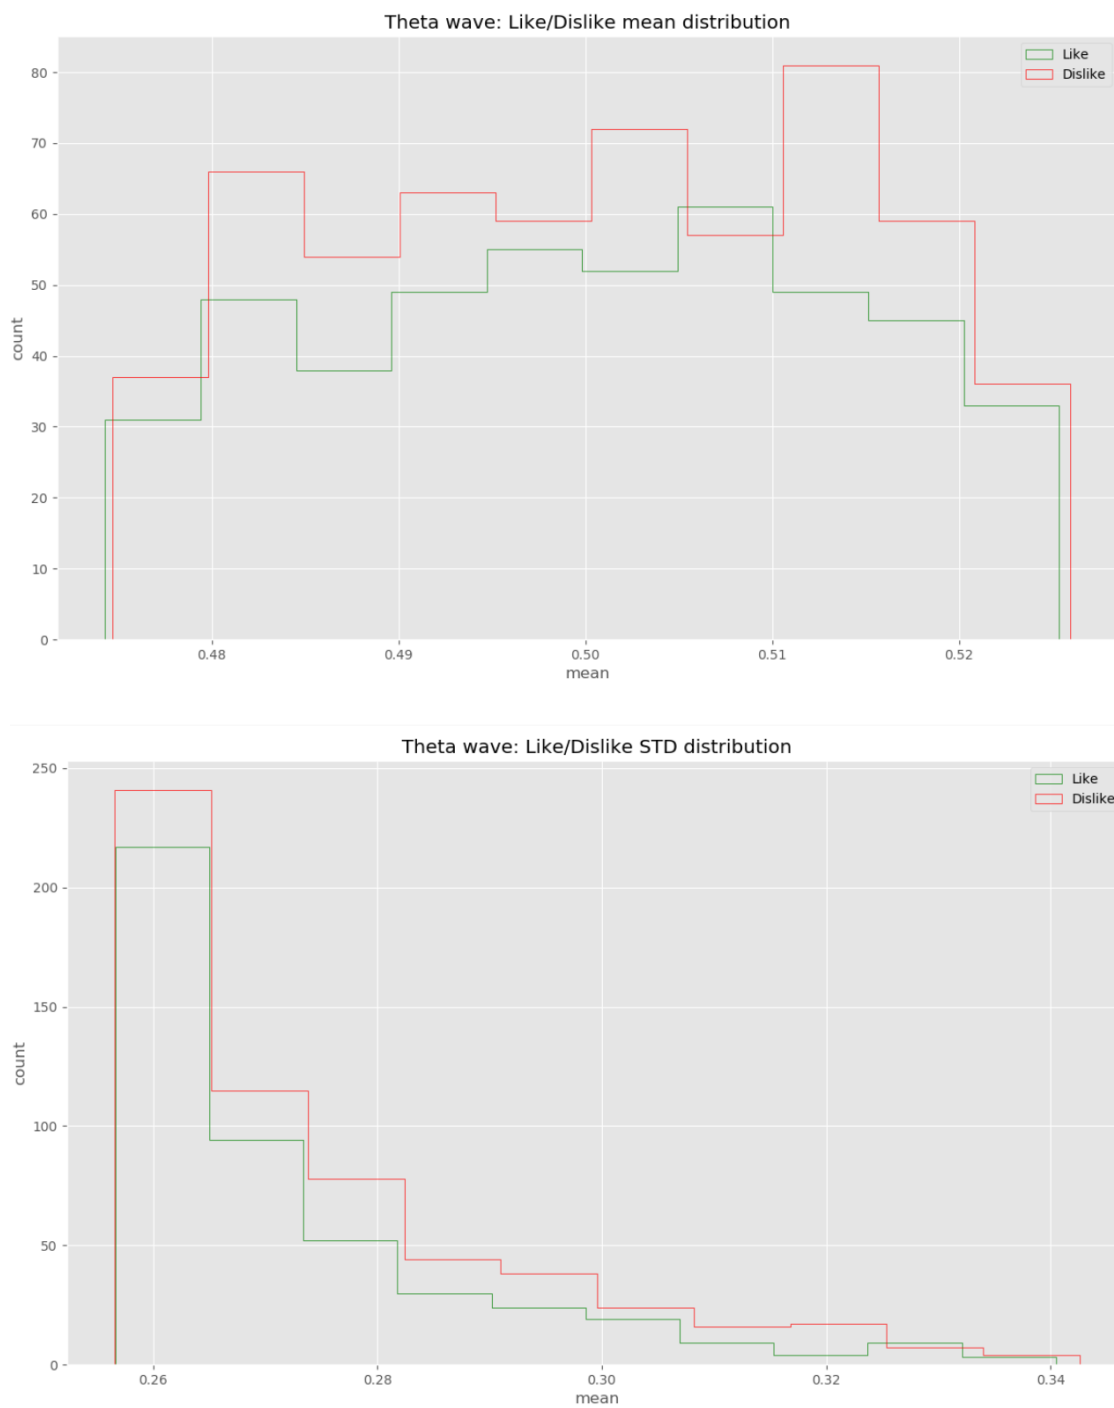 Theta wave: Like/Dislike mean distribution
Like
Dislike
80
70
60
50
40
30
20
10
0
count
0.48 0.49 0.50 0.51 0.52
mean
Theta wave: Like/Dislike STD distribution
Like
Dislike
250
200
150
100
50
0
count
0.26 0.28 0.30 0.32 0.34
mean